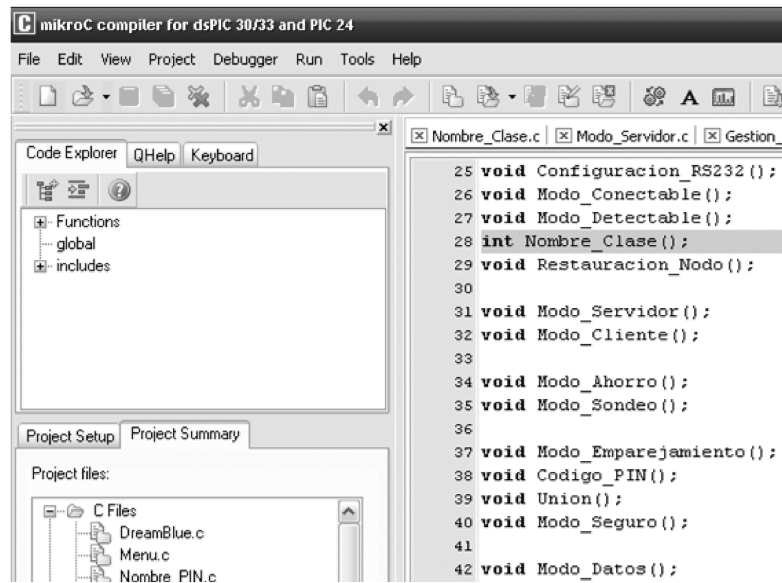 C mikroC compiler for dsPIC 30/33 and PIC 24
File Edit View Project Debugger Run Tools Help
Code Explorer QHelp Keyboard
Functions
global
includes
Project Setup Project Summary
Project files:
C Files
DreamBlue.c
Menu.c
Nombre_PIN.c
Nombre_Clase.c Modo_Servidor.c Gestion_
25 void Configuracion_RS232();
26 void Modo_Conectable();
27 void Modo_Detectable();
28 int Nombre_Clase();
29 void Restauracion_Nodo();
30
31 void Modo_Servidor();
32 void Modo_Cliente();
33
34 void Modo_Ahorro();
35 void Modo_Sondeo();
36
37 void Modo_Emparejamiento();
38 void Codigo_PIN();
39 void Union();
40 void Modo_Seguro();
41
42 void Modo_Datos();